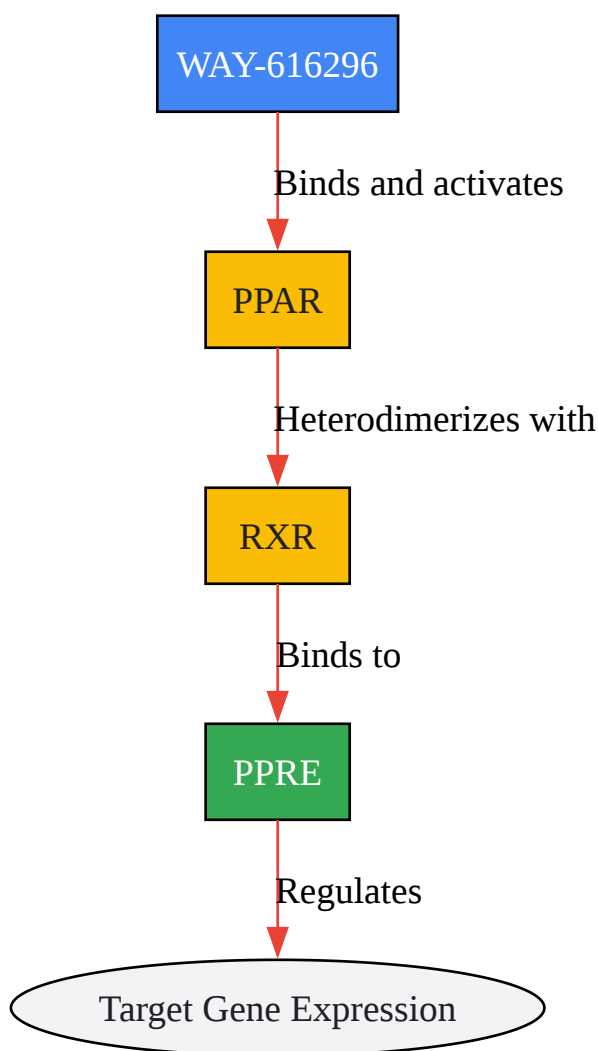 WAY-616296
Binds and activates
PPAR
Heterodimerizes with
RXR
Binds to
PPRE
Regulates
Target Gene Expression